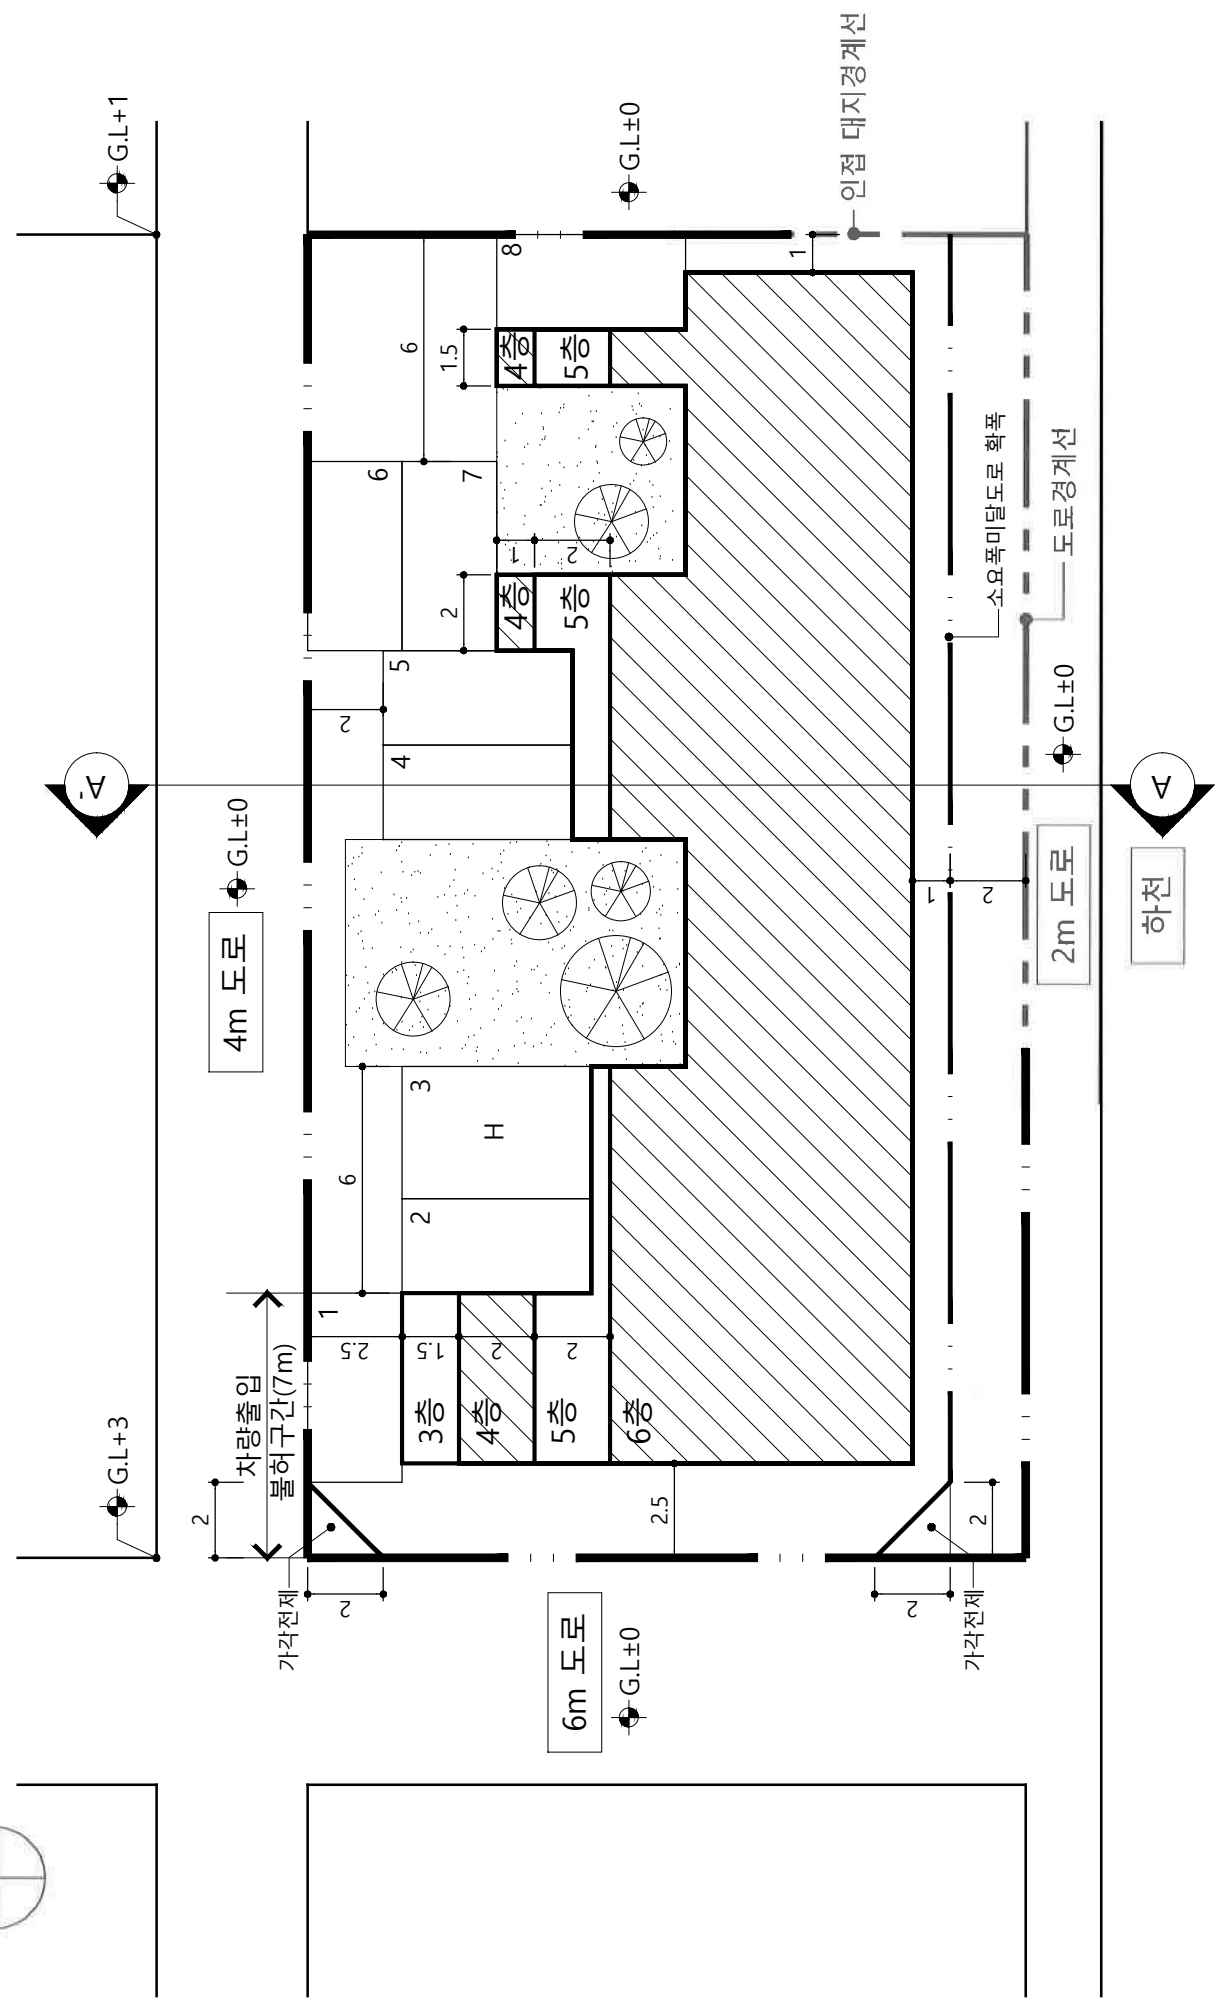 G.L+3
G.L+1
차량출입
불허구간(7m)
4m 도로
G.L±0
A'
2
6
2
6
가각전제
2
2.5
1
1.5
2
2
3층
4층
5층
6층
2
3
H
4
5
6
7
8
2
4층
5층
1
2
1.5
4층
5층
G.L±0
6m 도로
G.L±0
2.5
1
인접 대지경계선
소요폭미달도로 확폭
도로경계선
1
2
2
2
가각전제
2m 도로
G.L±0
하천
A